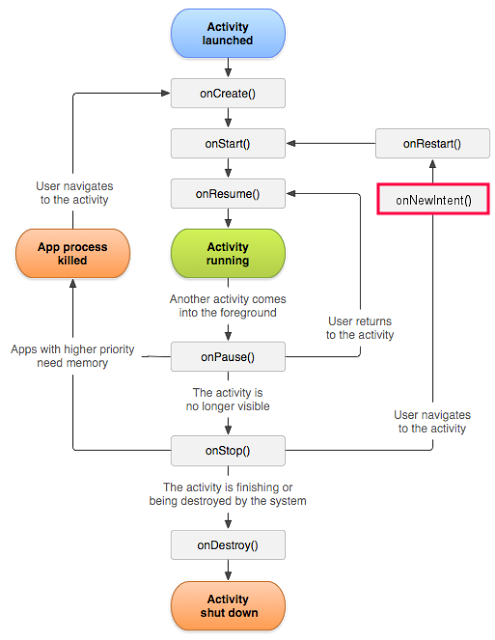 Activity
launched
onCreate()
onStart()
onRestart()
User navigates
to the activity
onResume()
onNewIntent()
App process
killed
Activity
running
Another activity comes
into the foreground
User returns
to the activity
Apps with higher priority
need memory
onPause()
The activity is
no longer visible
User navigates
to the activity
onStop()
The activity is finishing or
being destroyed by the system
onDestroy()
Activity
shut down